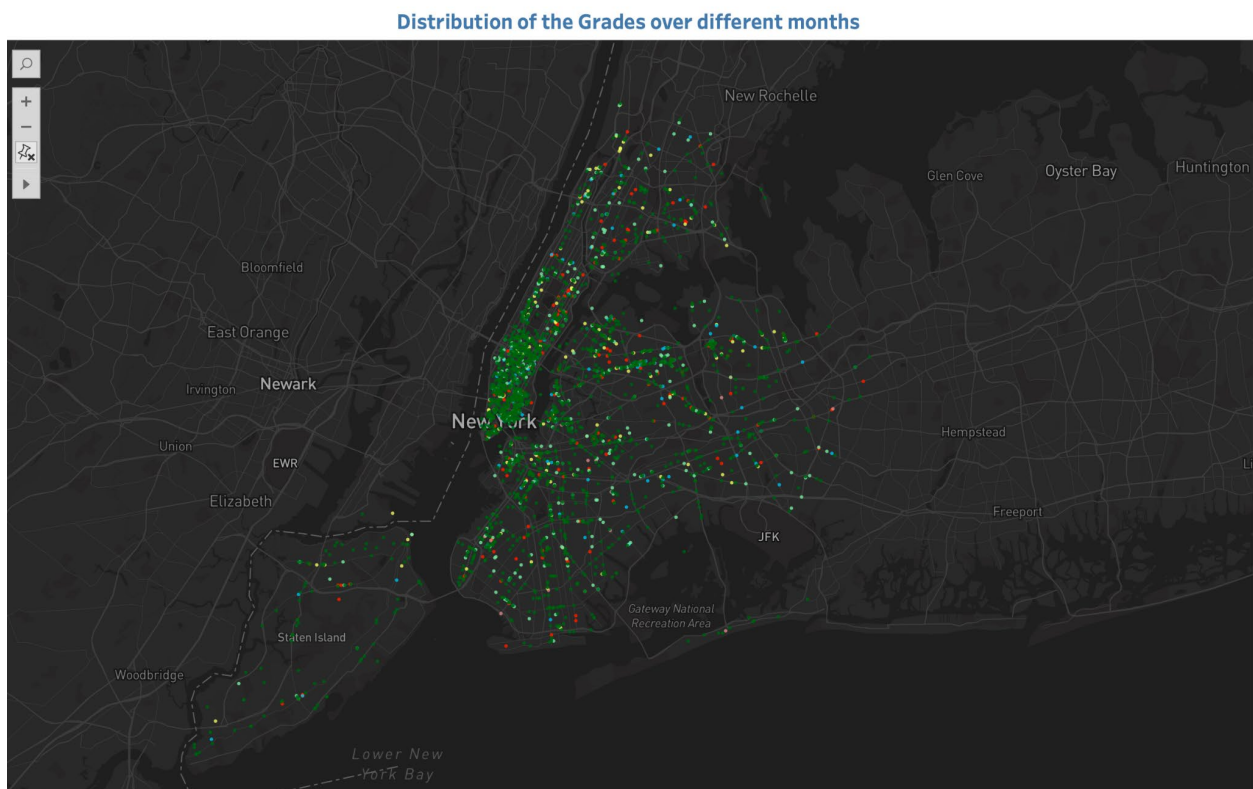 Distribution of the Grades over different months
New Rochelle
Glen Cove
Oyster Bay
Huntington
Bloomfield
East Orange
Irvington
Newark
New York
Union
EWR
Hempstead
Elizabeth
Freeport
JFK
Gateway National
Recreation Area
Staten Island
Woodbridge
Lower New
York Bay